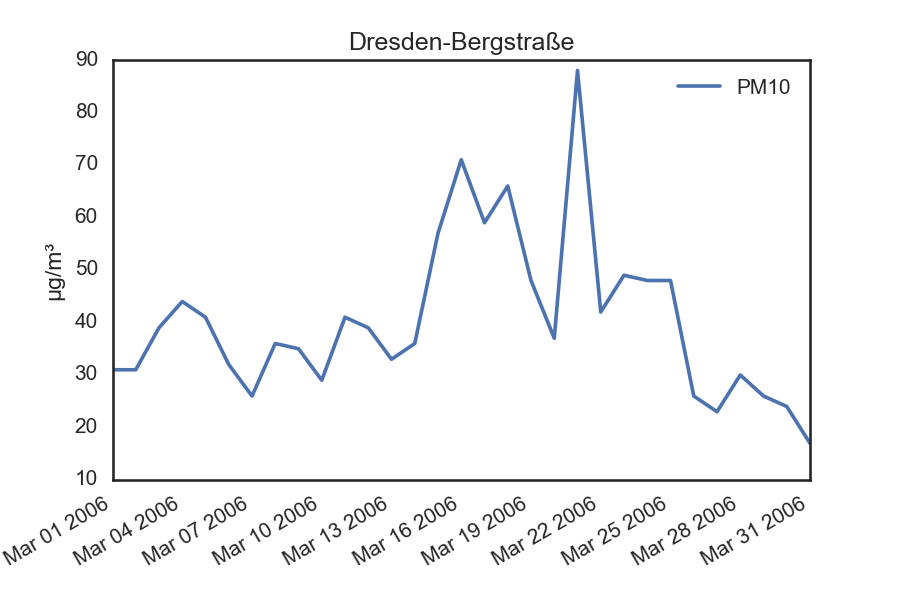 Dresden-Bergstraße
PM10
µg/m³
90
80
70
60
50
40
30
20
10
Mar 01 2006
Mar 04 2006
Mar 07 2006
Mar 10 2006
Mar 13 2006
Mar 16 2006
Mar 19 2006
Mar 22 2006
Mar 25 2006
Mar 28 2006
Mar 31 2006